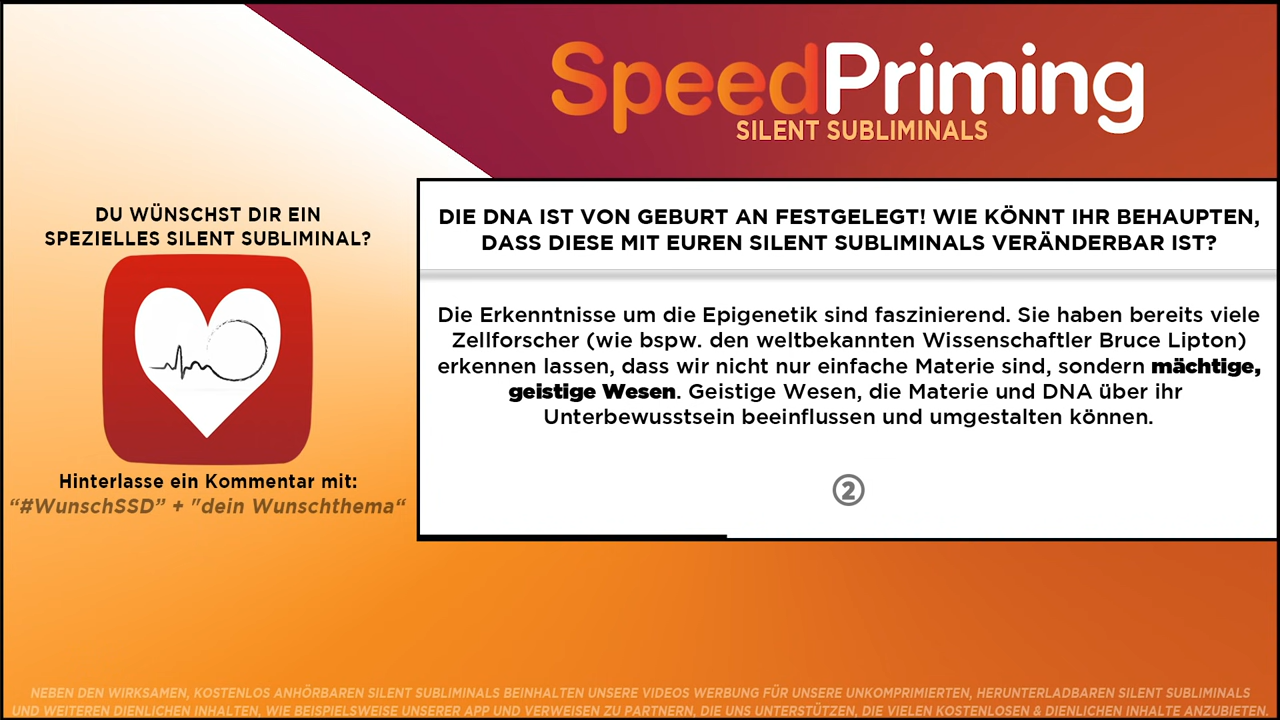 SpeedPriming
SILENT SUBLIMINALS
DU WÜNSCHST DIR EIN
SPEZIELLES SILENT SUBLIMINAL?
Hinterlasse ein Kommentar mit:
“#WunschSSD” + "dein Wunschthema“
DIE DNA IST VON GEBURT AN FESTGELEGT! WIE KÖNNT IHR BEHAUPTEN,
DASS DIESE MIT EUREN SILENT SUBLIMINALS VERÄNDERBAR IST?
Die Erkenntnisse um die Epigenetik sind faszinierend. Sie haben bereits viele
Zellforscher (wie bspw. den weltbekannten Wissenschaftler Bruce Lipton)
erkennen lassen, dass wir nicht nur einfache Materie sind, sondern mächtige,
geistige Wesen. Geistige Wesen, die Materie und DNA über ihr
Unterbewusstsein beeinflussen und umgestalten können.
2
NEBEN DEN WIRKSAMEN, KOSTENLOS ANHÖRBAREN SILENT SUBLIMINALS BEINHALTEN UNSERE VIDEOS WERBUNG FÜR UNSERE UNKOMPRIMIERTEN, HERUNTERLADBAREN SILENT SUBLIMINALS
UND WEITEREN DIENLICHEN INHALTEN, WIE BEISPIELSWEISE UNSERER APP UND VERWEISEN ZU PARTNERN, DIE UNS UNTERSTÜTZEN, DIE VIELEN KOSTENLOSEN & DIENLICHEN INHALTE ANZUBIETEN.